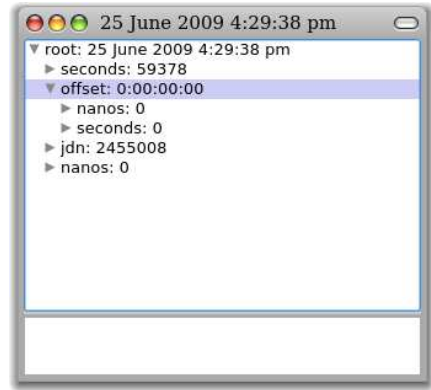 25 June 2009 4:29:38 pm
root: 25 June 2009 4:29:38 pm
seconds: 59378
offset: 0:00:00:00
nanos: 0
seconds: 0
jdn: 2455008
nanos: 0